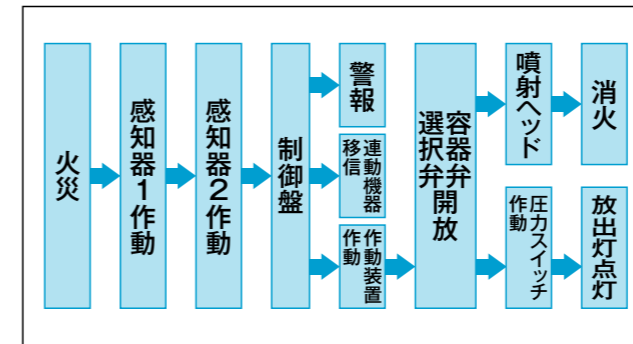 火災
感知器1作動
感知器2作動
制御盤
警報
連動機器
移信
作動装置
作動
容器弁
選択弁開放
噴射ヘッド
消火
圧力スイッチ
作動
放出灯点灯